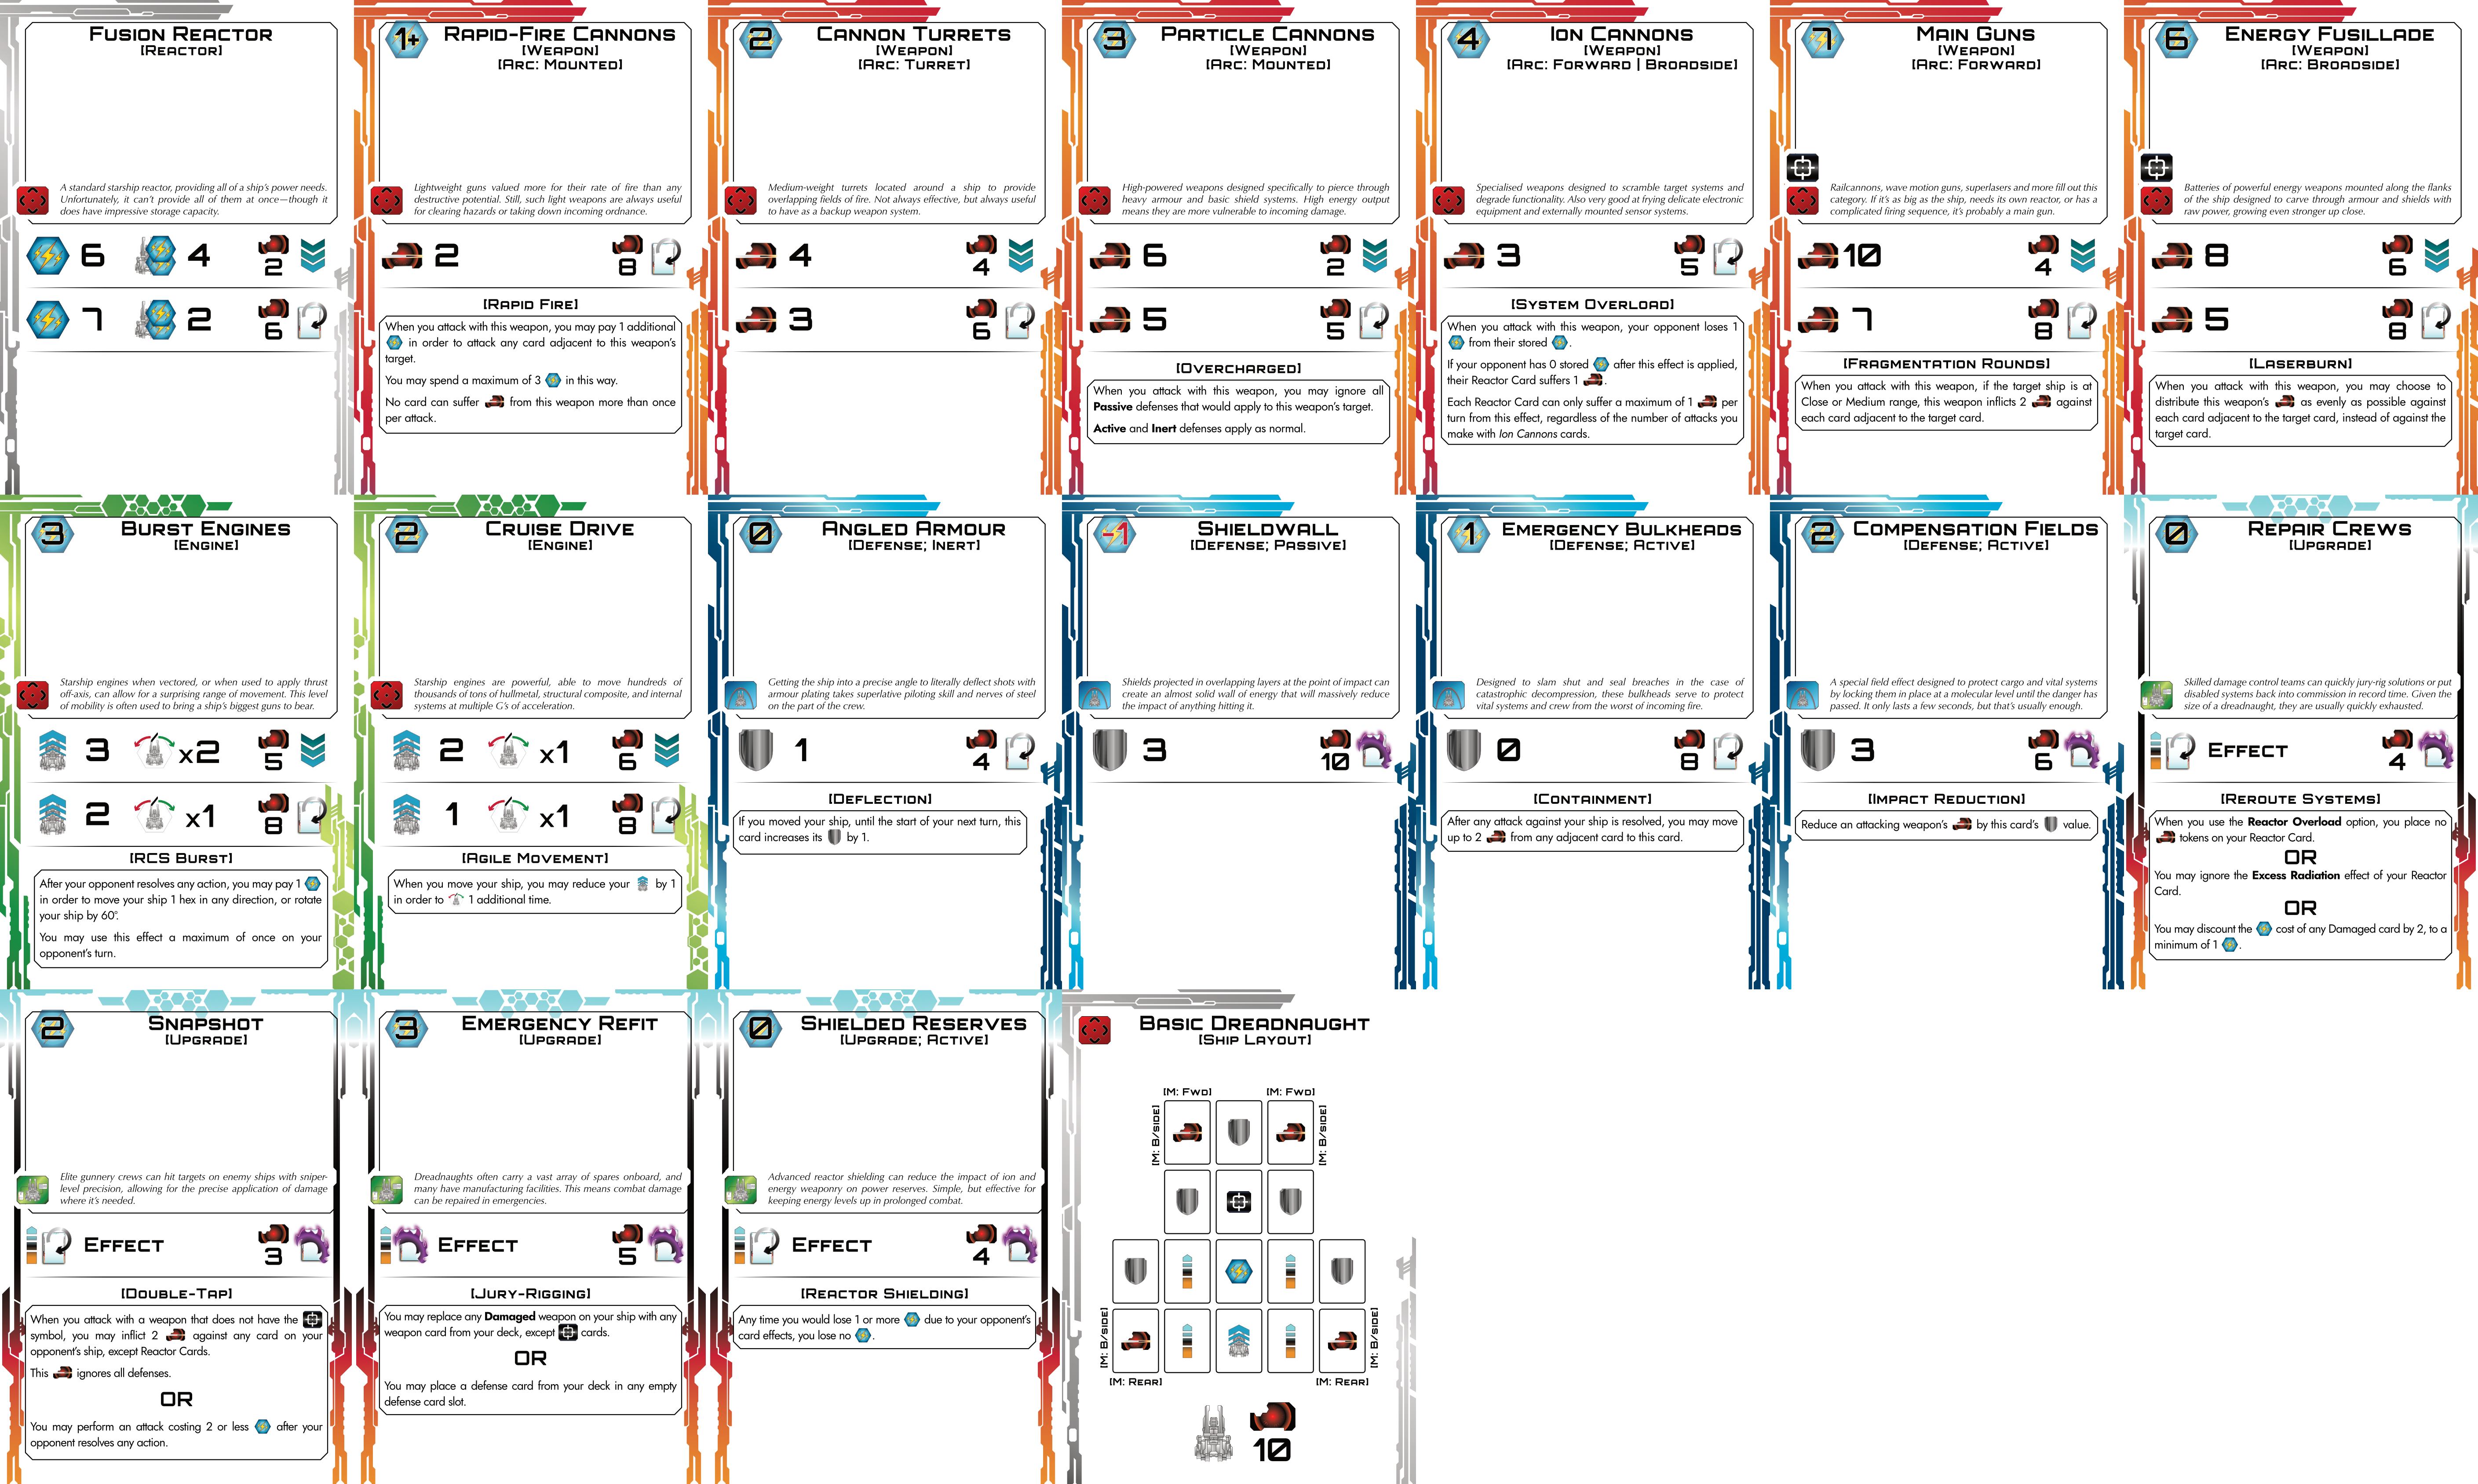 FUSION REACTOR
[REACTOR]
A standard starship reactor, providing all of a ship's power needs.
Unfortunately, it can't provide all of them at once—though it
does have impressive storage capacity.
6 4 2
7 2 6
1+
RAPID-FIRE CANNONS
[WEAPON]
[ARC: MOUNTED]
Lightweight guns valued more for their rate of fire than any
destructive potential. Still, such light weapons are always useful
for clearing hazards or taking down incoming ordnance.
2 8
[RAPID FIRE]
When you attack with this weapon, you may pay 1 additional
in order to attack any card adjacent to this weapon's
target.
You may spend a maximum of 3 in this way.
No card can suffer from this weapon more than once
per attack.
2
CANNON TURRETS
[WEAPON]
[ARC: TURRET]
Medium-weight turrets located around a ship to provide
overlapping fields of fire. Not always effective, but always useful
to have as a backup weapon system.
4 4
3 6
3
PARTICLE CANNONS
[WEAPON]
[ARC: MOUNTED]
High-powered weapons designed specifically to pierce through
heavy armour and basic shield systems. High energy output
means they are more vulnerable to incoming damage.
6 2
5 5
[OVERCHARGED]
When you attack with this weapon, you may ignore all
Passive defenses that would apply to this weapon's target.
Active and Inert defenses apply as normal.
4
ION CANNONS
[WEAPON]
[ARC: FORWARD | BROADSIDE]
Specialised weapons designed to scramble target systems and
degrade functionality. Also very good at frying delicate electronic
equipment and externally mounted sensor systems.
3 5
[SYSTEM OVERLOAD]
When you attack with this weapon, your opponent loses 1
from their stored .
If your opponent has 0 stored after this effect is applied,
their Reactor Card suffers 1 .
Each Reactor Card can only suffer a maximum of 1 per
turn from this effect, regardless of the number of attacks you
make with Ion Cannons cards.
7
MAIN GUNS
[WEAPON]
[ARC: FORWARD]
Railcannons, wave motion guns, superlasers and more fill out this
category. If it's as big as the ship, needs its own reactor, or has a
complicated firing sequence, it's probably a main gun.
10 4
7 8
[FRAGMENTATION ROUNDS]
When you attack with this weapon, if the target ship is at
Close or Medium range, this weapon inflicts 2 against
each card adjacent to the target card.
6
ENERGY FUSILLADE
[WEAPON]
[ARC: BROADSIDE]
Batteries of powerful energy weapons mounted along the flanks
of the ship designed to carve through armour and shields with
raw power, growing even stronger up close.
8 6
5 8
[LASERBURN]
When you attack with this weapon, you may choose to
distribute this weapon's as evenly as possible against
each card adjacent to the target card, instead of against the
target card.
3
BURST ENGINES
[ENGINE]
Starship engines when vectored, or when used to apply thrust
off-axis, can allow for a surprising range of movement. This level
of mobility is often used to bring a ship's biggest guns to bear.
3 x2 5
2 x1 8
[RCS BURST]
After your opponent resolves any action, you may pay 1
in order to move your ship 1 hex in any direction, or rotate
your ship by 60°.
You may use this effect a maximum of once on your
opponent's turn.
2
CRUISE DRIVE
[ENGINE]
Starship engines are powerful, able to move hundreds of
thousands of tons of hullmetal, structural composite, and internal
systems at multiple G's of acceleration.
2 x1 6
1 x1 8
[AGILE MOVEMENT]
When you move your ship, you may reduce your by 1
in order to 1 additional time.
0
ANGLED ARMOUR
[DEFENSE; INERT]
Getting the ship into a precise angle to literally deflect shots with
armour plating takes superlative piloting skill and nerves of steel
on the part of the crew.
1 4
[DEFLECTION]
If you moved your ship, until the start of your next turn, this
card increases its by 1.
-1
SHIELDWALL
[DEFENSE; PASSIVE]
Shields projected in overlapping layers at the point of impact can
create an almost solid wall of energy that will massively reduce
the impact of anything hitting it.
3 10
1
EMERGENCY BULKHEADS
[DEFENSE; ACTIVE]
Designed to slam shut and seal breaches in the case of
catastrophic decompression, these bulkheads serve to protect
vital systems and crew from the worst of incoming fire.
0 8
[CONTAINMENT]
After any attack against your ship is resolved, you may move
up to 2 from any adjacent card to this card.
2
COMPENSATION FIELDS
[DEFENSE; ACTIVE]
A special field effect designed to protect cargo and vital systems
by locking them in place at a molecular level until the danger has
passed. It only lasts a few seconds, but that's usually enough.
3 6
[IMPACT REDUCTION]
Reduce an attacking weapon's by this card's value.
0
REPAIR CREWS
[UPGRADE]
Skilled damage control teams can quickly jury-rig solutions or put
disabled systems back into commission in record time. Given the
size of a dreadnaught, they are usually quickly exhausted.
EFFECT 4
[REROUTE SYSTEMS]
When you use the Reactor Overload option, you place no
tokens on your Reactor Card.
OR
You may ignore the Excess Radiation effect of your Reactor
Card.
OR
You may discount the cost of any Damaged card by 2, to a
minimum of 1 .
2
SNAPSHOT
[UPGRADE]
Elite gunnery crews can hit targets on enemy ships with sniper-
level precision, allowing for the precise application of damage
where it's needed.
EFFECT 3
[DOUBLE-TAP]
When you attack with a weapon that does not have the
symbol, you may inflict 2 against any card on your
opponent's ship, except Reactor Cards.
This ignores all defenses.
OR
You may perform an attack costing 2 or less after your
opponent resolves any action.
3
EMERGENCY REFIT
[UPGRADE]
Dreadnaughts often carry a vast array of spares onboard, and
many have manufacturing facilities. This means combat damage
can be repaired in emergencies.
EFFECT 5
[JURY-RIGGING]
You may replace any Damaged weapon on your ship with any
weapon card from your deck, except cards.
OR
You may place a defense card from your deck in any empty
defense card slot.
0
SHIELDED RESERVES
[UPGRADE; ACTIVE]
Advanced reactor shielding can reduce the impact of ion and
energy weaponry on power reserves. Simple, but effective for
keeping energy levels up in prolonged combat.
EFFECT 4
[REACTOR SHIELDING]
Any time you would lose 1 or more due to your opponent's
card effects, you lose no .
BASIC DREADNAUGHT
[SHIP LAYOUT]
[M: FWD] [M: FWD]
[M: B/SIDE] [M: B/SIDE]
[M: B/SIDE] [M: B/SIDE]
[M: REAR] [M: REAR]
10